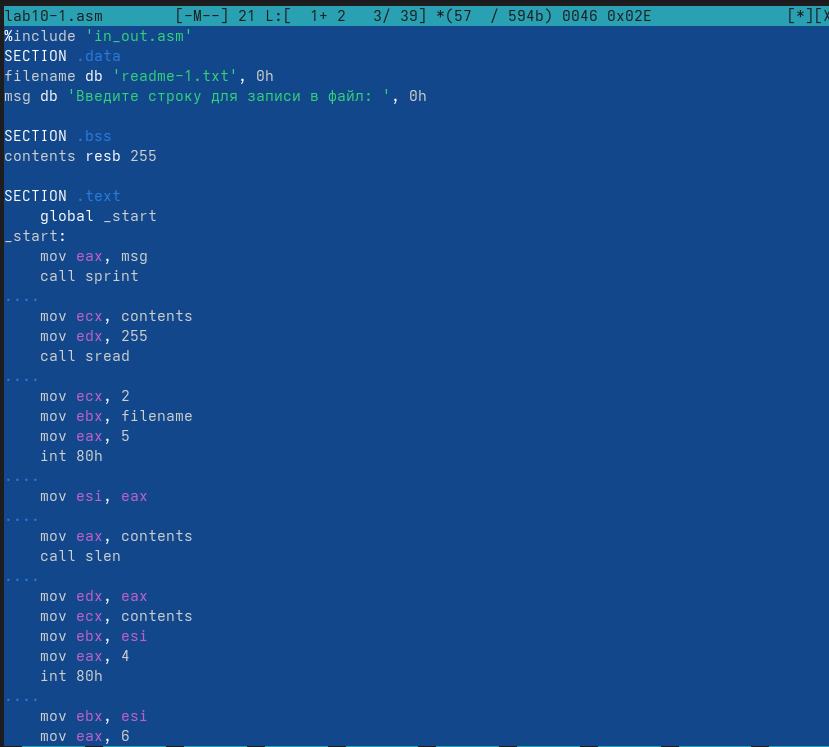 lab10-1.asm        [-M--] 21 L:[  1+ 2   3/ 39] *(57  / 594b) 0046 0x02E               [*][X
%include 'in_out.asm'
SECTION .data
filename db 'readme-1.txt', 0h
msg db 'Введите строку для записи в файл: ', 0h
SECTION .bss
contents resb 255
SECTION .text
    global _start
_start:
    mov eax, msg
    call sprint
....
    mov ecx, contents
    mov edx, 255
    call sread
....
    mov ecx, 2
    mov ebx, filename
    mov eax, 5
    int 80h
....
    mov esi, eax
....
    mov eax, contents
    call slen
....
    mov edx, eax
    mov ecx, contents
    mov ebx, esi
    mov eax, 4
    int 80h
....
    mov ebx, esi
    mov eax, 6